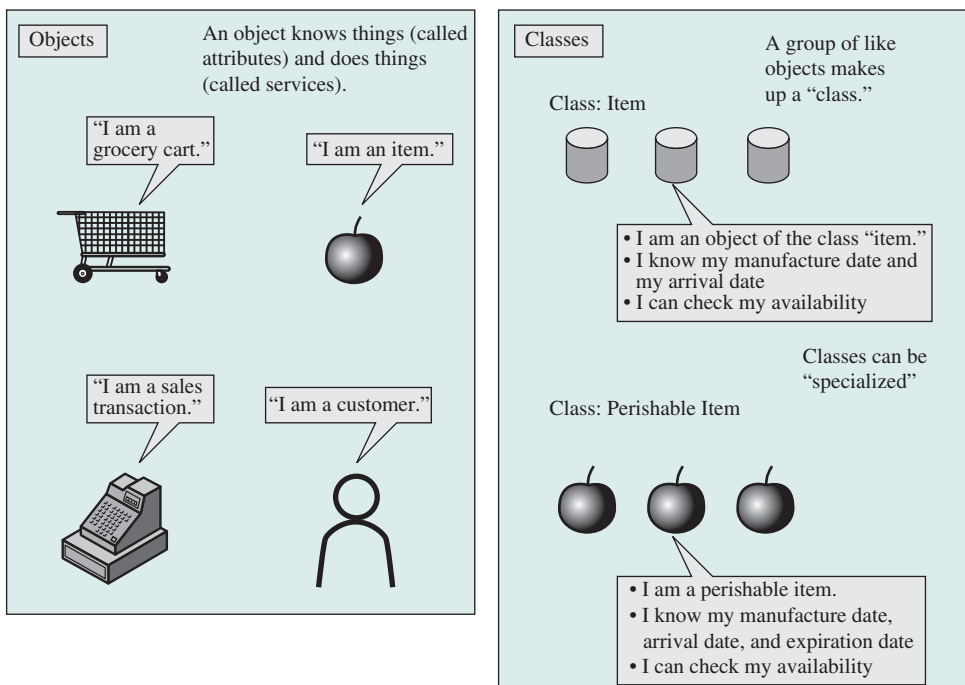 Objects
An object knows things (called
attributes) and does things
(called services).
“I am a
grocery cart.”
“I am an item.”
“I am a sales
transaction.”
“I am a customer.”
Classes
A group of like
objects makes
up a “class.”
Class: Item
• I am an object of the class “item.”
• I know my manufacture date and
my arrival date
• I can check my availability
Classes can be
“specialized”
Class: Perishable Item
• I am a perishable item.
• I know my manufacture date,
arrival date, and expiration date
• I can check my availability